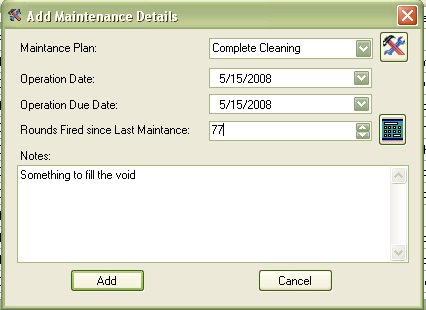 Add Maintenance Details
Maintance Plan: Complete Cleaning
Operation Date: 5/15/2008
Operation Due Date: 5/15/2008
Rounds Fired since Last Maintance: 77
Notes:
Something to fill the void
Add Cancel